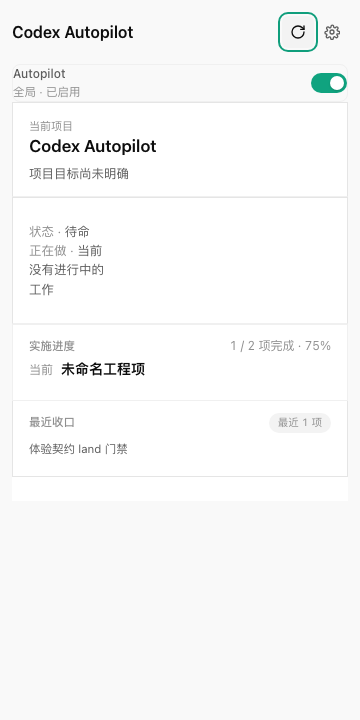 Codex Autopilot
Autopilot
全局 · 已启用
当前项目
Codex Autopilot
项目目标尚未明确
状态 · 待命
正在做 · 当前
没有进行中的
工作
实施进度
1 / 2 项完成 · 75%
当前 未命名工程项
最近收口
最近 1 项
体验契约 land 门禁